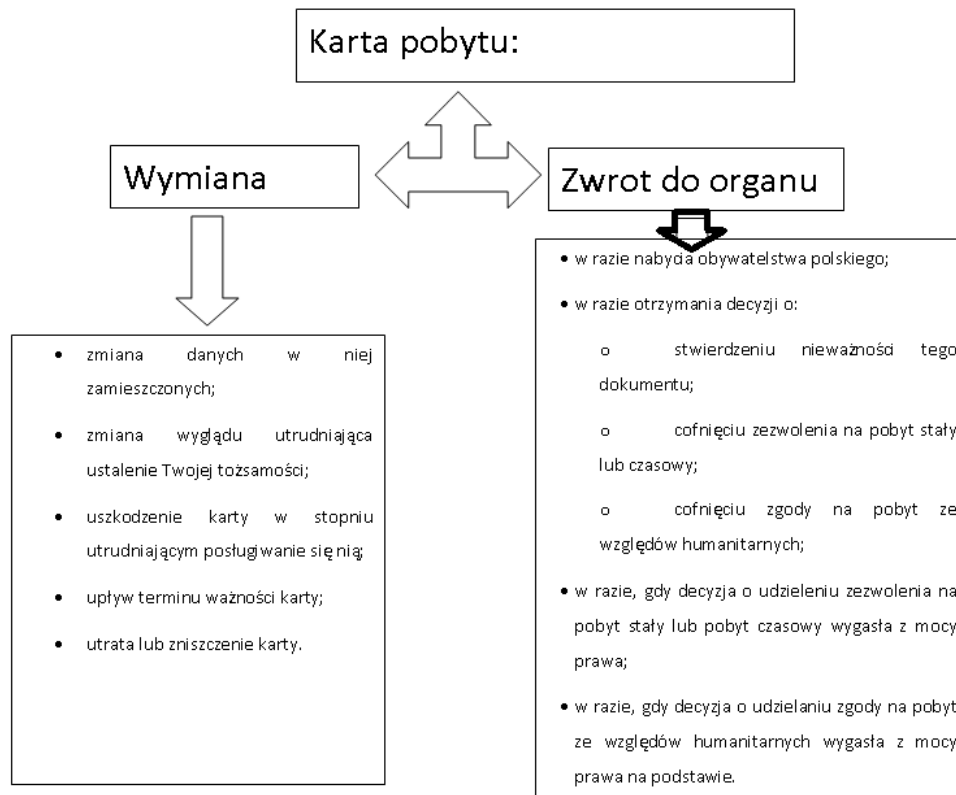 Karta pobytu:
Wymiana
Zwrot do organu
• zmiana danych w niej
zamieszczonych;
• zmiana wyglądu utrudniająca
ustalenie Twojej tożsamości;
• uszkodzenie karty w stopniu
utrudniającym posługiwanie się nią;
• upływ terminu ważności karty;
• utrata lub zniszczenie karty.
• w razie nabycia obywatelstwa polskiego;
• w razie otrzymania decyzji o:
o stwierdzeniu nieważności tego
dokumentu;
o cofnięciu zezwolenia na pobyt stały
lub czasowy;
o cofnięciu zgody na pobyt ze
względów humanitarnych;
• w razie, gdy decyzja o udzieleniu zezwolenia na
pobyt stały lub pobyt czasowy wygasła z mocy
prawa;
• w razie, gdy decyzja o udzielaniu zgody na pobyt
ze względów humanitarnych wygasła z mocy
prawa na podstawie.